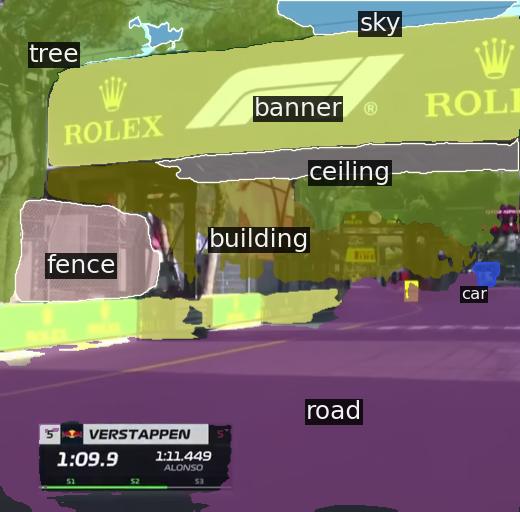 sky
tree
ROLEX
banner
®
ROL
ceiling
building
fence
car
road
5 VERSTAPPEN 5
1:09.9 1:11.449
ALONSO
S1 S2 S3